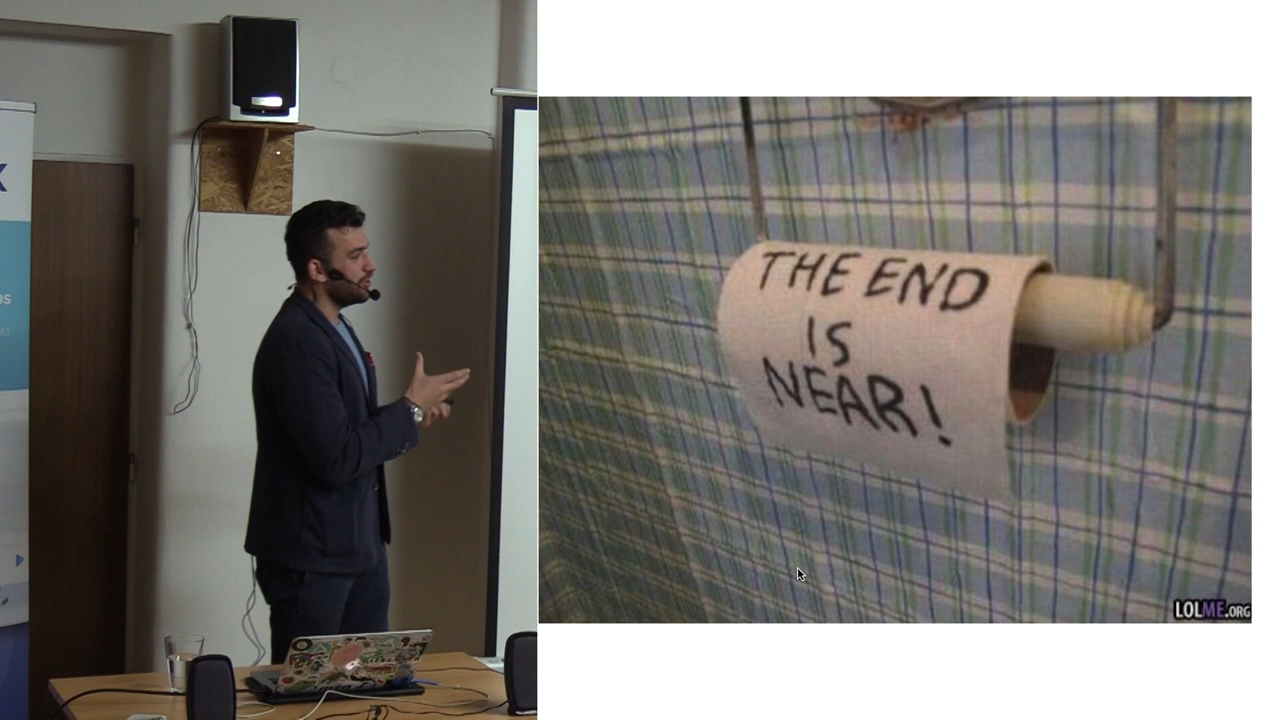 X
THE END
IS
NEAR!
LOLME.ORG